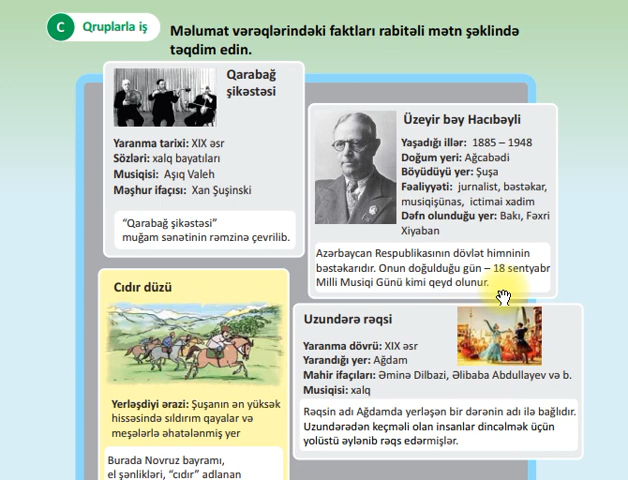 C
Qruplarla iş
Məlumat vərəqlərindəki faktları rabitəli mətn şəklində
təqdim edin.
Qarabağ
şikəstəsi
Yaranma tarixi: XIX əsr
Sözləri: xalq bayatıları
Musiqisi: Aşıq Valeh
Məşhur ifaçısı: Xan Şuşinski
“Qarabağ şikəstəsi”
muğam sənətinin rəmzinə çevrilib.
Üzeyir bəy Hacıbəyli
Yaşadığı illər: 1885 – 1948
Doğum yeri: Ağcabədi
Böyüdüyü yer: Şuşa
Fəaliyyəti: jurnalist, bəstəkar,
musiqişünas, ictimai xadim
Dəfn olunduğu yer: Bakı, Fəxri
Xiyaban
Azərbaycan Respublikasının dövlət himninin
bəstəkarıdır. Onun doğulduğu gün – 18 sentyabr
Milli Musiqi Günü kimi qeyd olunur.
Cıdır düzü
Yerləşdiyi ərazi: Şuşanın ən yüksək
hissəsində sıldırım qayalar və
meşələrlə əhatələnmiş yer
Burada Novruz bayramı,
el şənlikləri, “cıdır” adlanan
Uzundərə rəqsi
Yaranma dövrü: XIX əsr
Yarandığı yer: Ağdam
Mahir ifaçıları: Əminə Dilbazi, Əlibaba Abdullayev və b.
Musiqisi: xalq
Rəqsin adı Ağdamda yerləşən bir dərənin adı ilə bağlıdır.
Uzundərədən keçməli olan insanlar dincəlmək üçün
yolüstü əylənib rəqs edərmişlər.